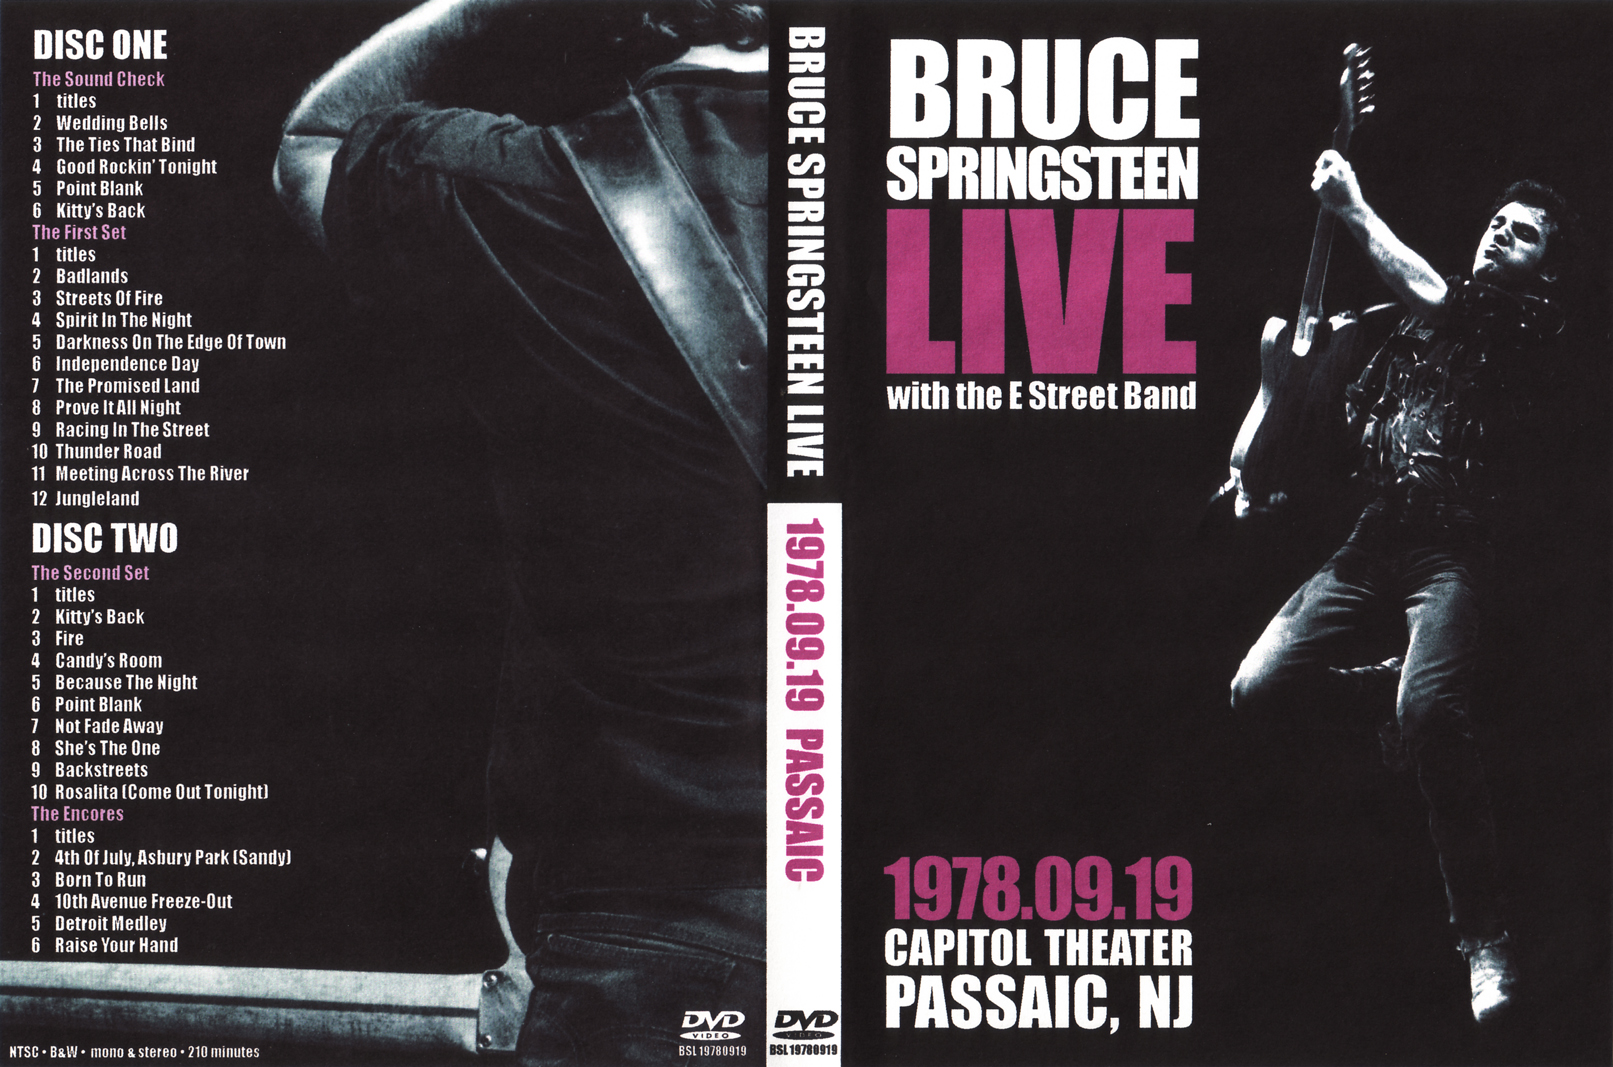 DISC ONE
The Sound Check
1 titles
2 Wedding Bells
3 The Ties That Bind
4 Good Rockin' Tonight
5 Point Blank
6 Kitty's Back
The First Set
1 titles
2 Badlands
3 Streets Of Fire
4 Spirit In The Night
5 Darkness On The Edge Of Town
6 Independence Day
7 The Promised Land
8 Prove It All Night
9 Racing In The Street
10 Thunder Road
11 Meeting Across The River
12 Jungleland
DISC TWO
The Second Set
1 titles
2 Kitty's Back
3 Fire
4 Candy's Room
5 Because The Night
6 Point Blank
7 Not Fade Away
8 She's The One
9 Backstreets
10 Rosalita (Come Out Tonight)
The Encores
1 titles
2 4th Of July, Asbury Park (Sandy)
3 Born To Run
4 10th Avenue Freeze-Out
5 Detroit Medley
6 Raise Your Hand
NTSC • B&W • mono & stereo • 210 minutes
DVD
VIDEO
BSL19780919
BRUCE SPRINGSTEEN LIVE
1978.09.19 PASSAIC
DVD
VIDEO
BSL19780919
BRUCE
SPRINGSTEEN
LIVE
with the E Street Band
1978.09.19
CAPITOL THEATER
PASSAIC, NJ